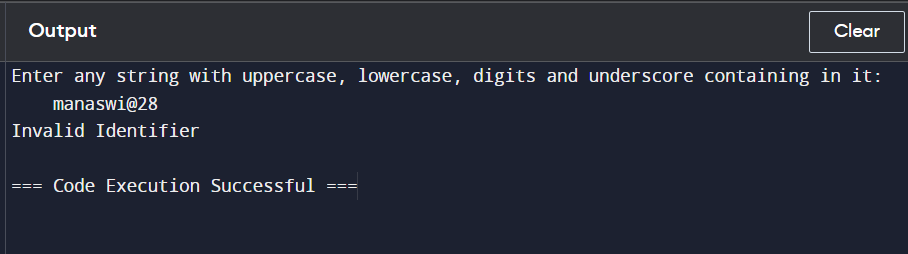 Output
Clear
Enter any string with uppercase, lowercase, digits and underscore containing in it:
manaswi@28
Invalid Identifier
=== Code Execution Successful ===